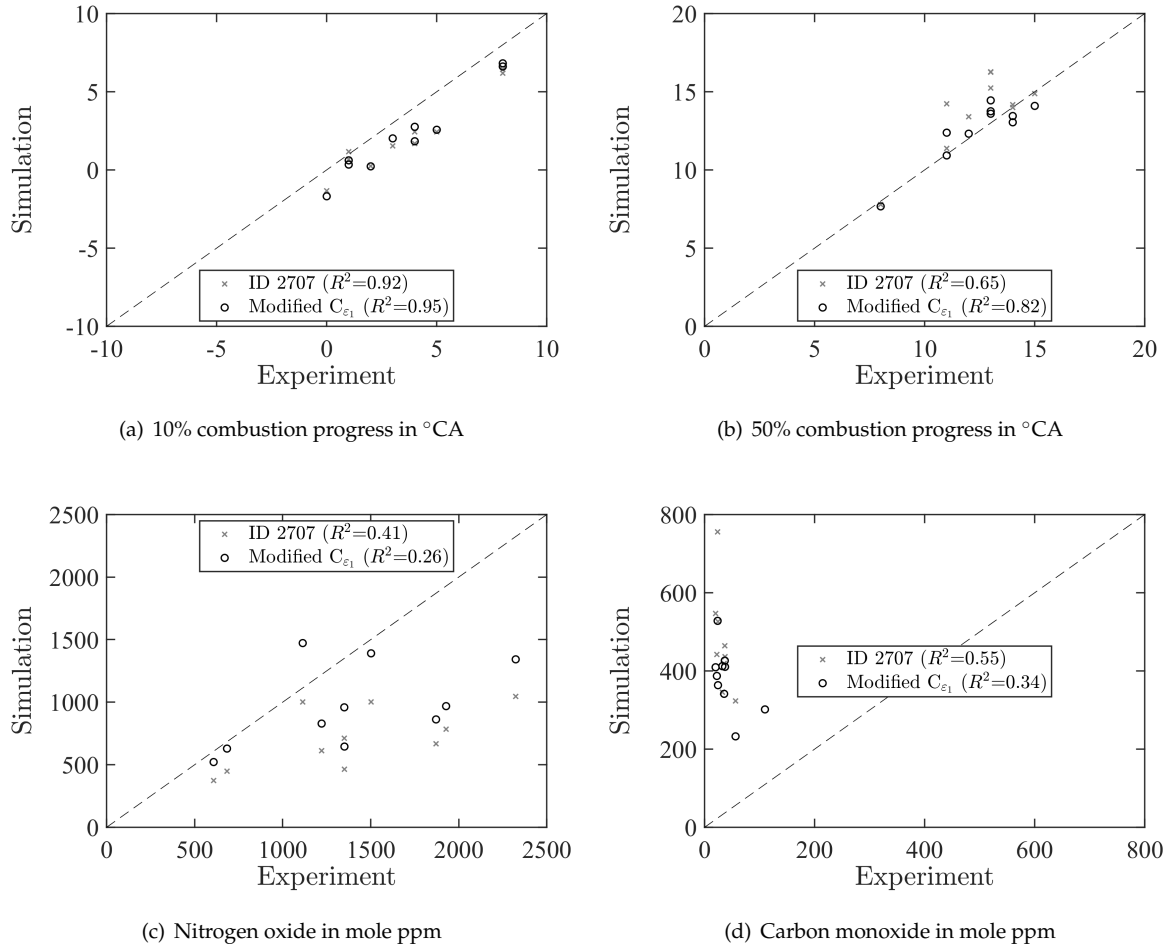 10
5
0
-5
-10
Simulation
ID 2707 (R²=0.92)
Modified Cε₁ (R²=0.95)
-10 -5 0 5 10
Experiment
(a) 10% combustion progress in °CA
20
15
10
5
0
Simulation
ID 2707 (R²=0.65)
Modified Cε₁ (R²=0.82)
0 5 10 15 20
Experiment
(b) 50% combustion progress in °CA
2500
2000
1500
1000
500
0
Simulation
ID 2707 (R²=0.41)
Modified Cε₁ (R²=0.26)
0 500 1000 1500 2000 2500
Experiment
(c) Nitrogen oxide in mole ppm
800
600
400
200
0
Simulation
ID 2707 (R²=0.55)
Modified Cε₁ (R²=0.34)
0 200 400 600 800
Experiment
(d) Carbon monoxide in mole ppm